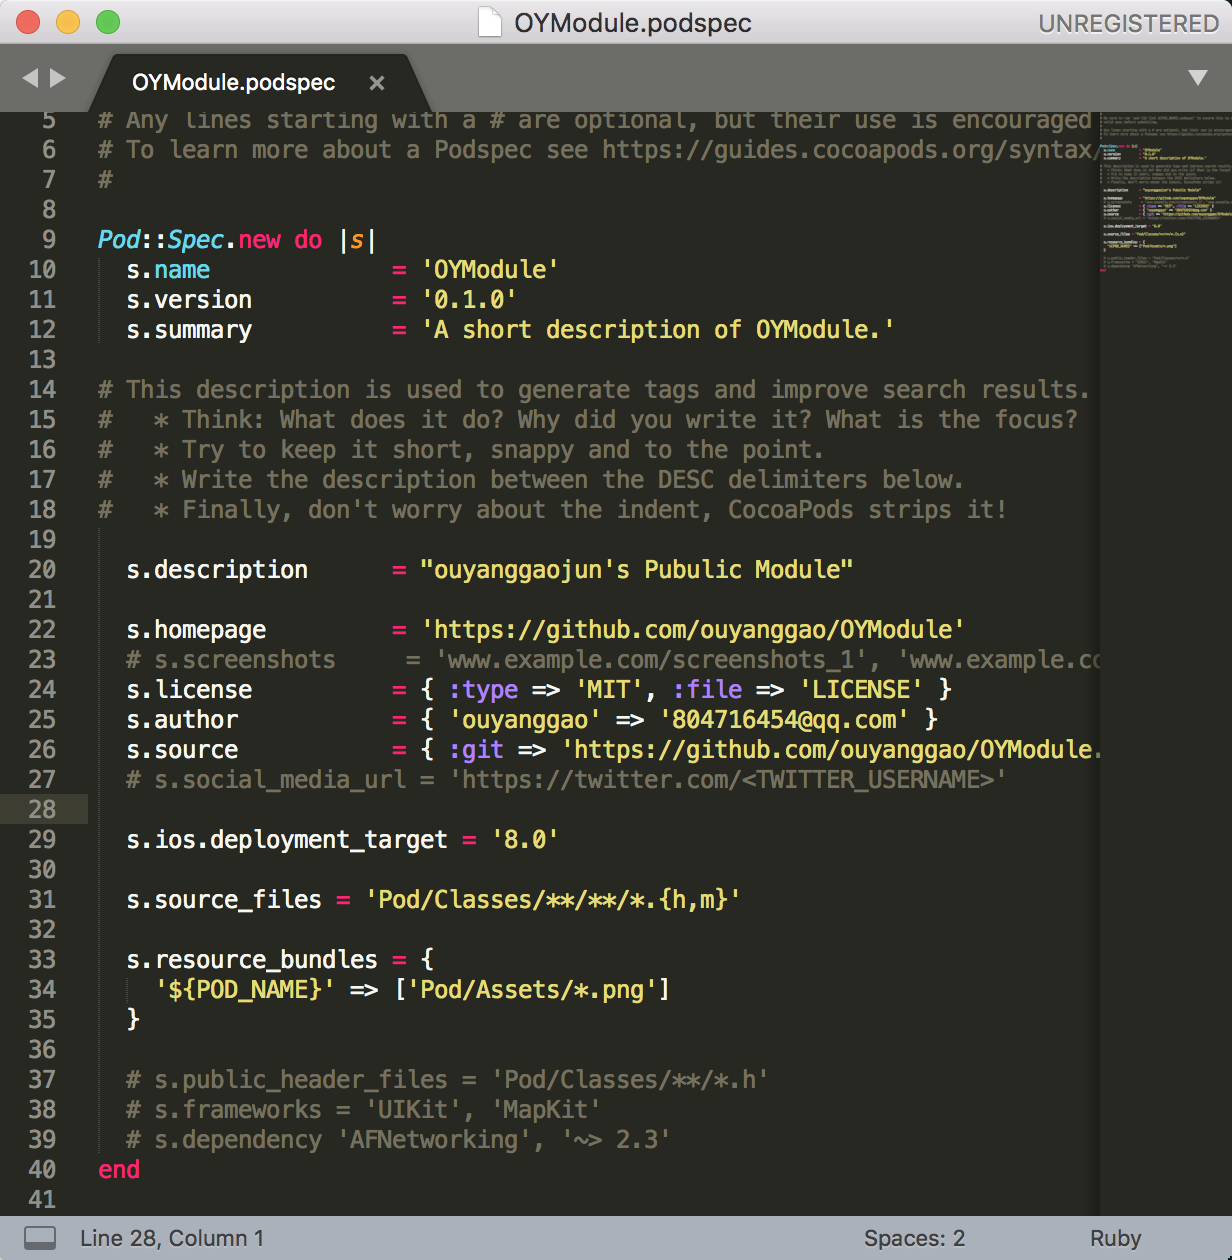 OYModule.podspec
UNREGISTERED
OYModule.podspec ×
5 # Any lines starting with a # are optional, but their use is encouraged
6 # To learn more about a Podspec see https://guides.cocoapods.org/syntax/
7 #
8
9 Pod::Spec.new do |s|
10 s.name = 'OYModule'
11 s.version = '0.1.0'
12 s.summary = 'A short description of OYModule.'
13
14 # This description is used to generate tags and improve search results.
15 #   * Think: What does it do? Why did you write it? What is the focus?
16 #   * Try to keep it short, snappy and to the point.
17 #   * Write the description between the DESC delimiters below.
18 #   * Finally, don't worry about the indent, CocoaPods strips it!
19
20 s.description = "ouyanggaojun's Pubulic Module"
21
22 s.homepage = 'https://github.com/ouyanggao/OYModule'
23 # s.screenshots = 'www.example.com/screenshots_1', 'www.example.co
24 s.license = { :type => 'MIT', :file => 'LICENSE' }
25 s.author = { 'ouyanggao' => '804716454@qq.com' }
26 s.source = { :git => 'https://github.com/ouyanggao/OYModule.
27 # s.social_media_url = 'https://twitter.com/<TWITTER_USERNAME>'
28
29 s.ios.deployment_target = '8.0'
30
31 s.source_files = 'Pod/Classes/**/**/*.{h,m}'
32
33 s.resource_bundles = {
34 '${POD_NAME}' => ['Pod/Assets/*.png']
35 }
36
37 # s.public_header_files = 'Pod/Classes/**/*.h'
38 # s.frameworks = 'UIKit', 'MapKit'
39 # s.dependency 'AFNetworking', '~> 2.3'
40 end
41
Line 28, Column 1
Spaces: 2
Ruby